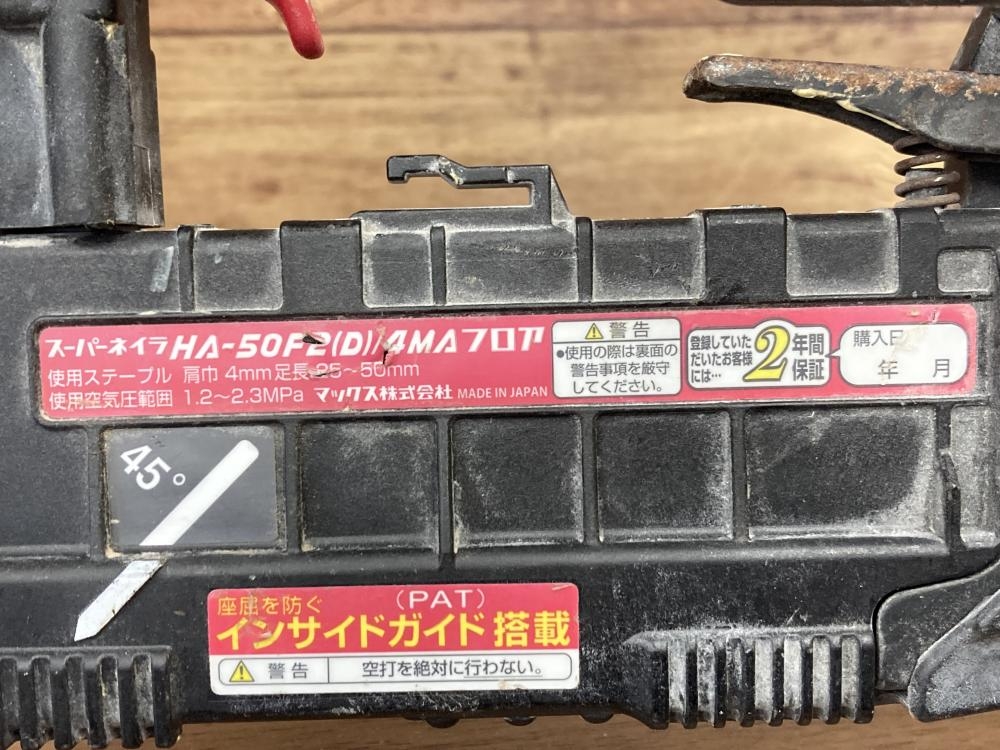 スーパーネイラ HA-50F2(D)/4MAフロア
使用ステープル 肩巾 4mm 足長 25～50mm
使用空気圧範囲 1.2～2.3MPa マックス株式会社 MADE IN JAPAN
⚠警告
●使用の際は裏面の
警告事項を厳守
してください。
登録していた
だいたお客様
には…
2年間
保証
購入日
年 月
45°
座屈を防ぐ (PAT)
インサイドガイド搭載
⚠警告 空打を絶対に行わない。